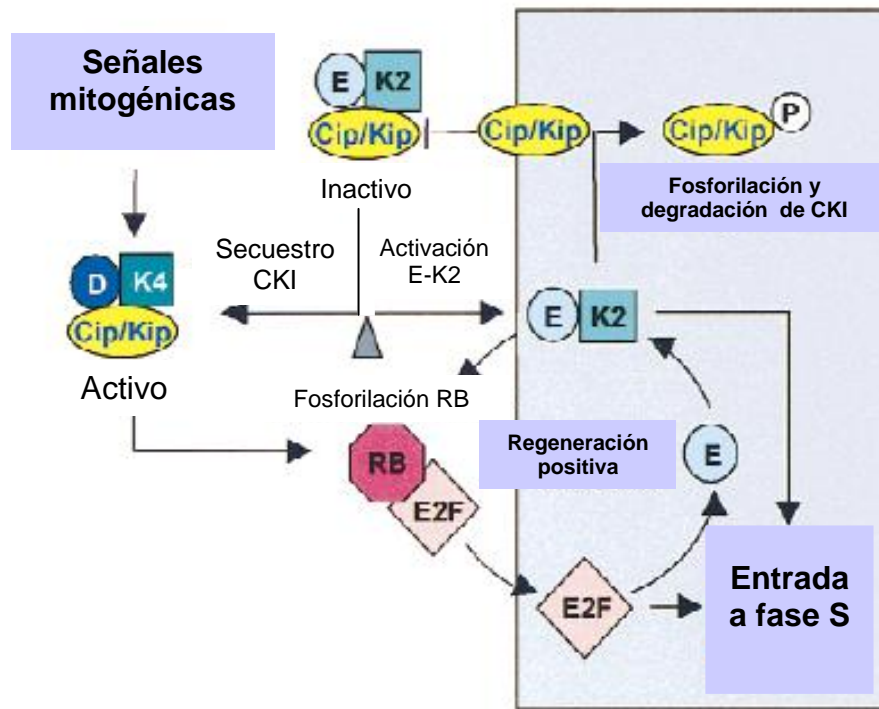 Señales
mitogénicas
E K2
Cip/Kip
Cip/Kip
Cip/Kip P
Inactivo
Fosforilación y
degradación de CKI
Secuestro
CKI
Activación
E-K2
D K4
Cip/Kip
Activo
E K2
Fosforilación RB
RB
E2F
Regeneración
positiva
E
E2F
Entrada
a fase S